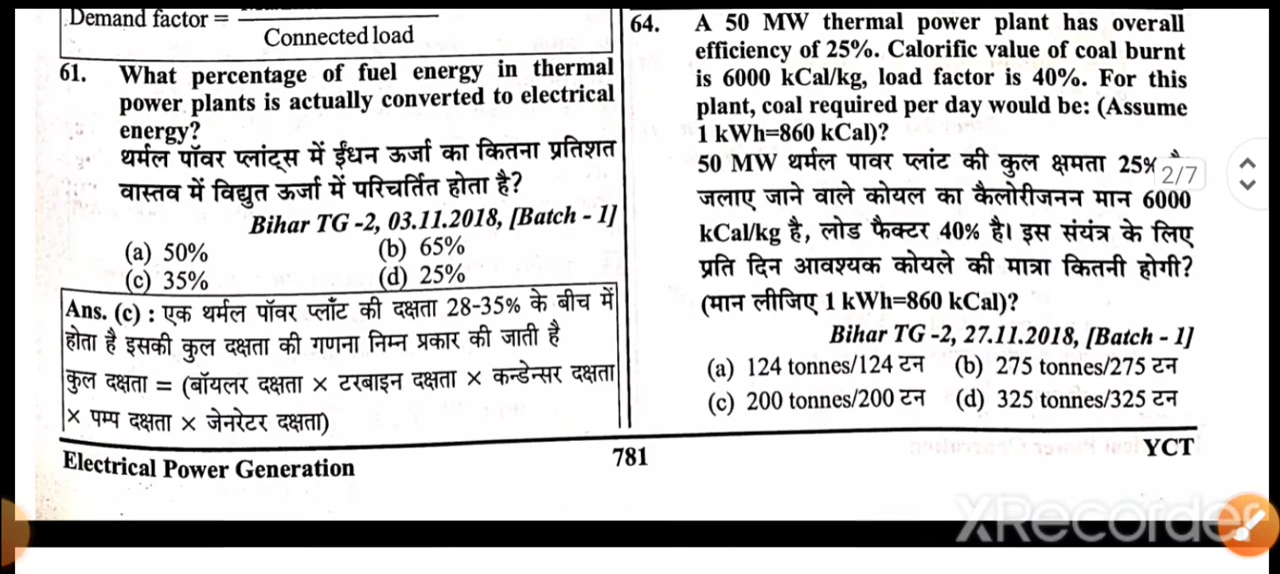 Demand factor =
Connected load
61. What percentage of fuel energy in thermal
power plants is actually converted to electrical
energy?
थर्मल पॉवर प्लांट्स में ईंधन ऊर्जा का कितना प्रतिशत
वास्तव में विद्युत ऊर्जा में परिचर्तित होता है?
Bihar TG -2, 03.11.2018, [Batch - 1]
(a) 50% (b) 65%
(c) 35% (d) 25%
Ans. (c) : एक थर्मल पॉवर प्लाँट की दक्षता 28-35% के बीच में
होता है इसकी कुल दक्षता की गणना निम्न प्रकार की जाती है
कुल दक्षता = (बॉयलर दक्षता × टरबाइन दक्षता × कन्डेन्सर दक्षता
× पम्प दक्षता × जेनरेटर दक्षता)
64. A 50 MW thermal power plant has overall
efficiency of 25%. Calorific value of coal burnt
is 6000 kCal/kg, load factor is 40%. For this
plant, coal required per day would be: (Assume
1 kWh=860 kCal)?
50 MW थर्मल पावर प्लांट की कुल क्षमता 25%
2/7
जलाए जाने वाले कोयल का कैलोरीजनन मान 6000
kCal/kg है, लोड फैक्टर 40% है। इस संयंत्र के लिए
प्रति दिन आवश्यक कोयले की मात्रा कितनी होगी?
(मान लीजिए 1 kWh=860 kCal)?
Bihar TG -2, 27.11.2018, [Batch - 1]
(a) 124 tonnes/124 टन (b) 275 tonnes/275 टन
(c) 200 tonnes/200 टन (d) 325 tonnes/325 टन
Electrical Power Generation 781 YCT
XRecorder